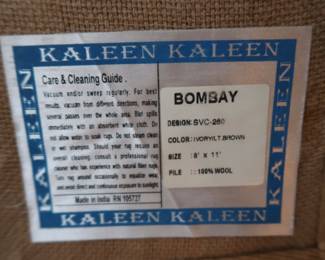 KALEEN KALEEN
KALEEN
KALEEN
Care & Cleaning Guide .
Vacuum and/or sweep regularly. For best
results, vacuum from different directions, making
several passes over the whole area. Blot spills
immediately with an absorbent white cloth. Do
not allow water to soak rugs. Do not steam clean
or wet shampoo. Should your rug require an
overall cleaning, consult a professional rug
cleaner who has experience with natural fiber rugs.
Turn rug around occasionally to equalize wear,
and avoid direct and continuous exposure to sunlight.
Made in India RN 105727
BOMBAY
DESIGN: SVC-260
COLOR: IVORY/LT.BROWN
SIZE : 8' X 11'
PILE : 100% WOOL
KALEEN KALEEN